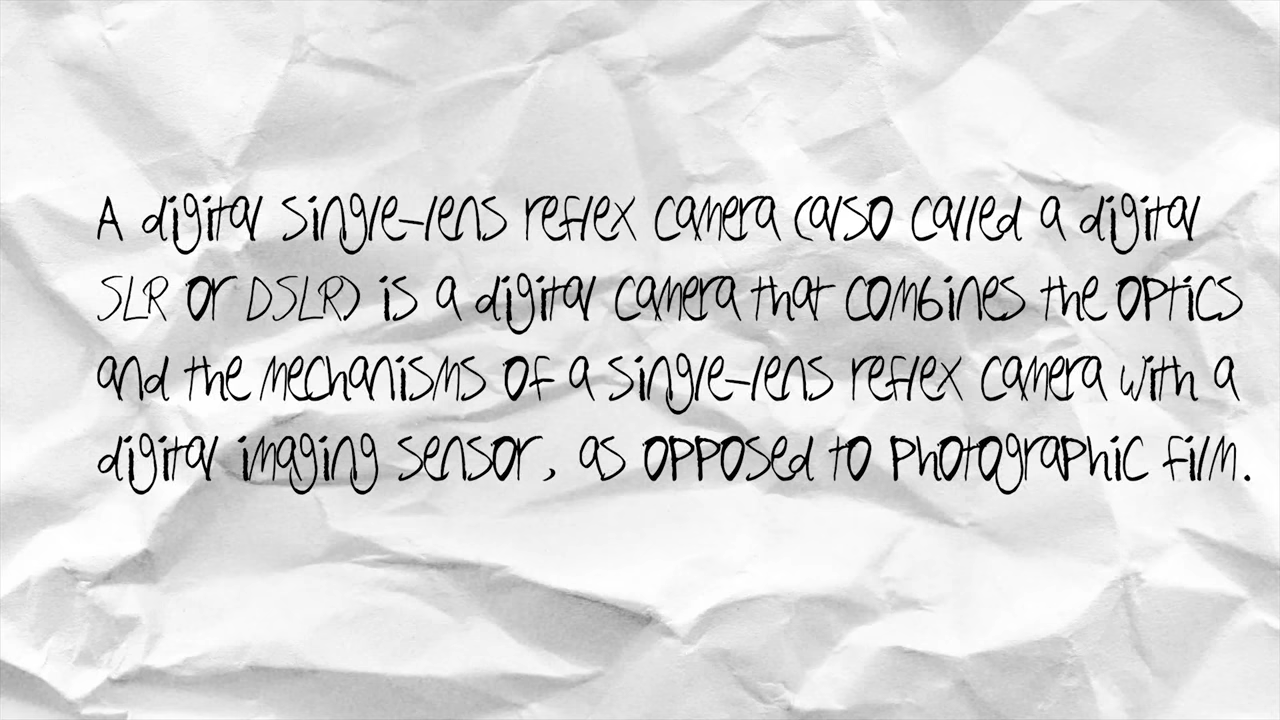 A digital single-lens reflex camera (also called a digital
SLR or DSLR) is a digital camera that combines the optics
and the mechanisms of a single-lens reflex camera with a
digital imaging sensor, as opposed to photographic film.